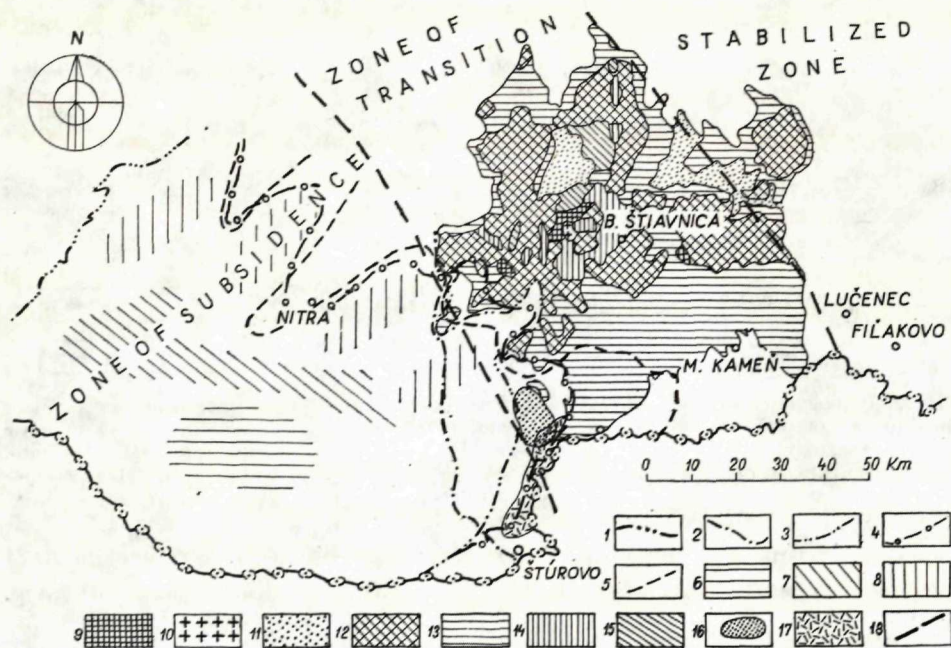 N
ZONE OF
TRANSITION
STABILIZED
ZONE
ZONE OF SUBSIDENCE
B. ŠTIAVNICA
NITRA
LUČENEC
FIĽAKOVO
M. KAMEŇ
0 10 20 30 40 50 Km
ŠTÚROVO
1 2 3 4
5 6 7 8
9 10 11 12 13 14 15 16 17 18